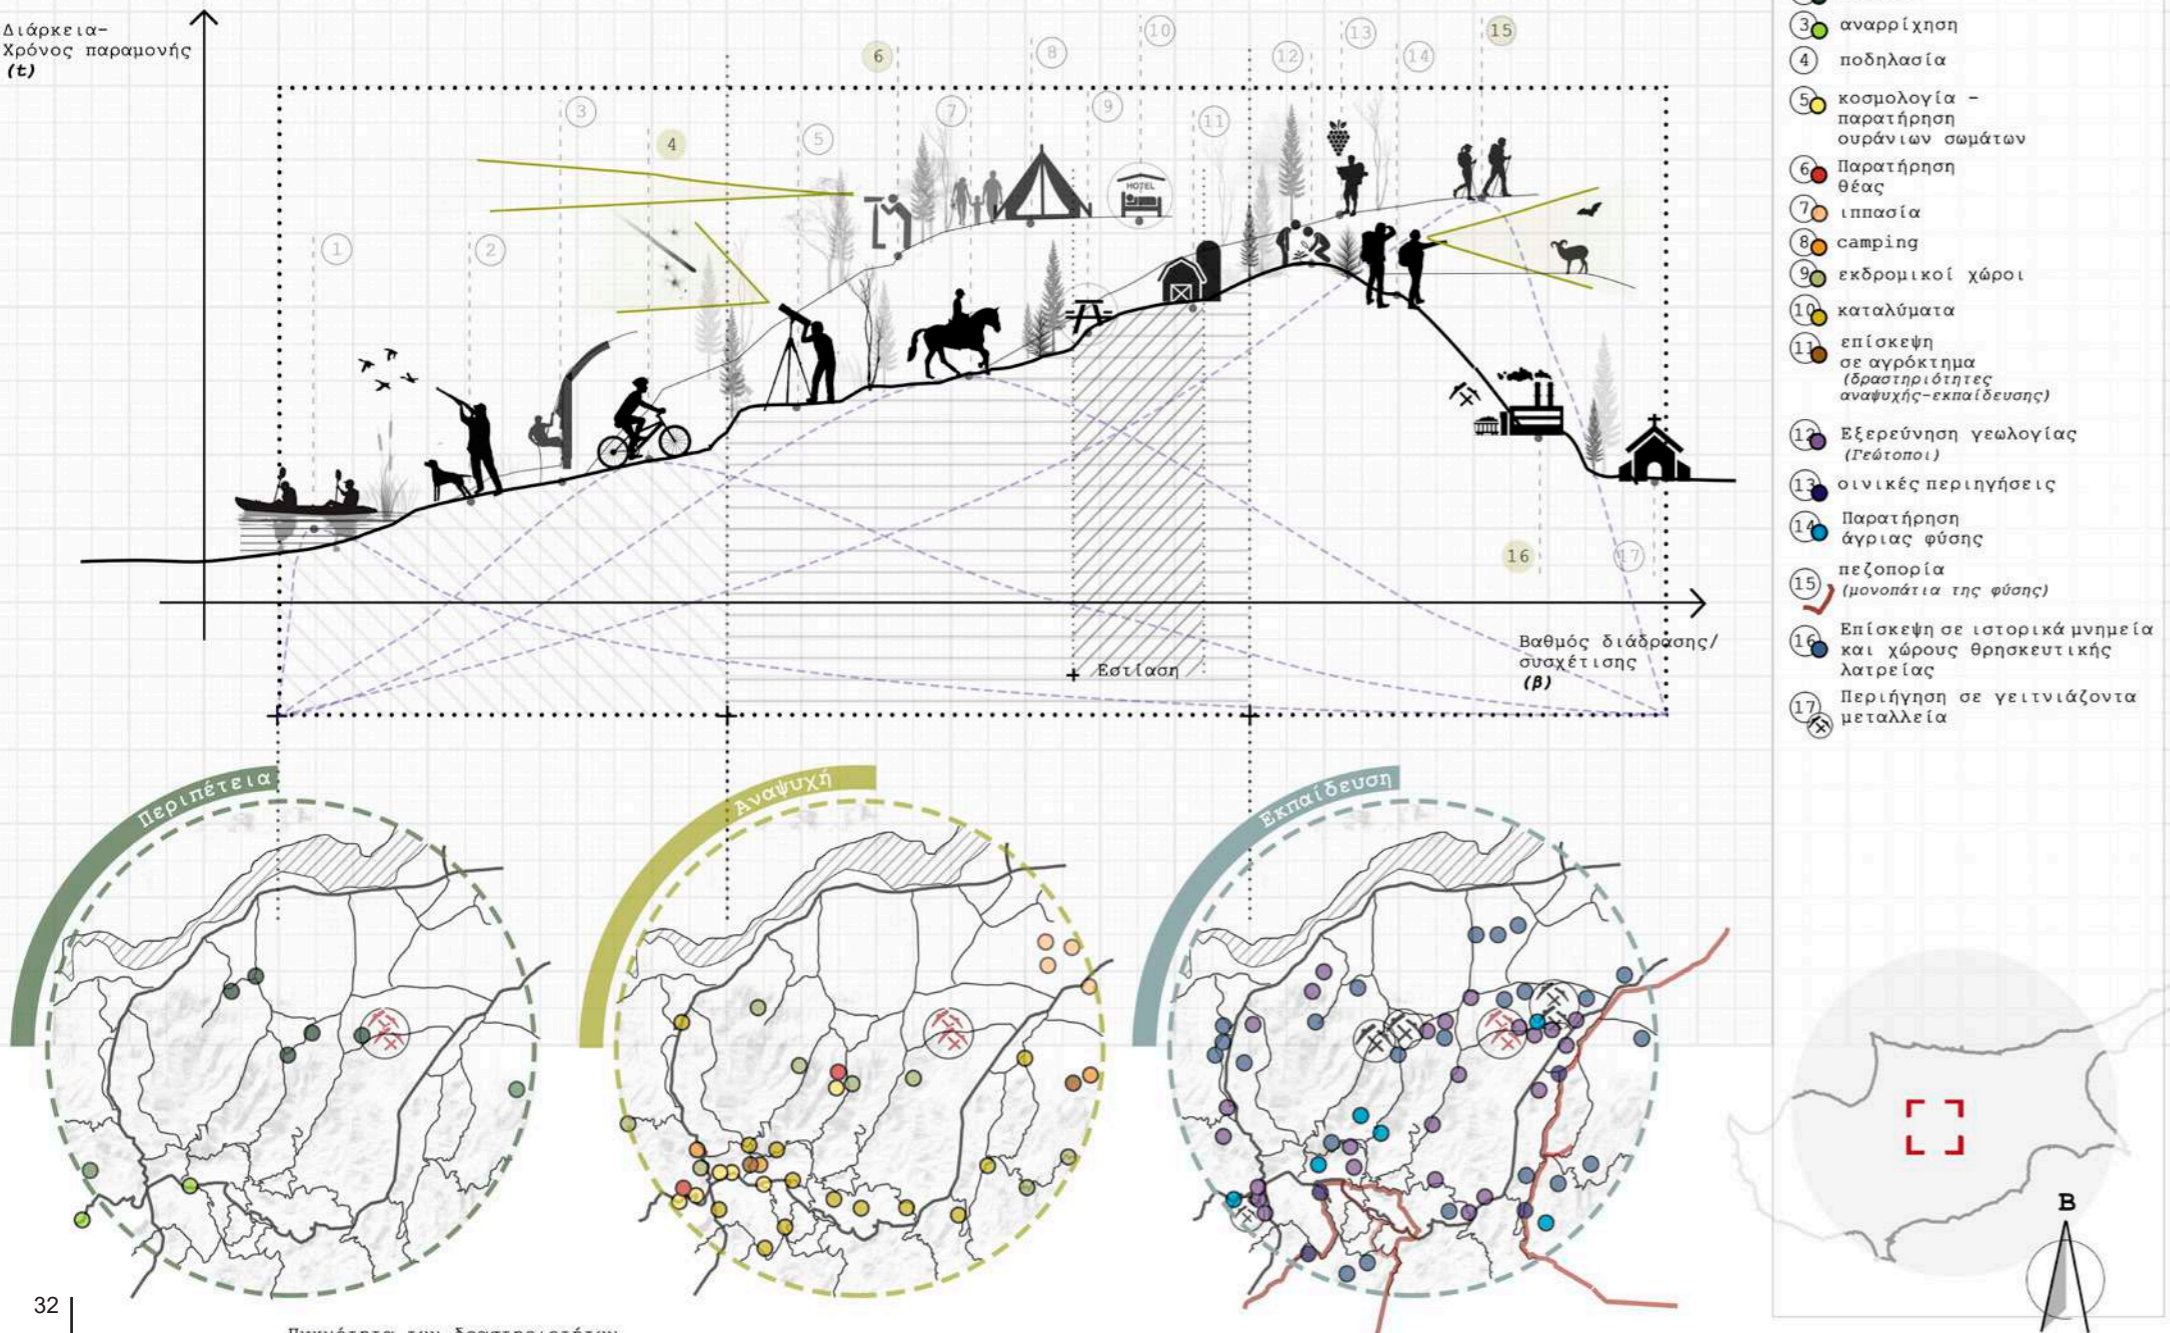 Διάρκεια-
Χρόνος παραμονής
(t)
1
2
3
4
5
6
7
8
9
10
11
12
13
14
15
HOTEL
16
17
Εστίαση
Βαθμός διάδρασης/
συσχέτισης
(β)
3 αναρρίχηση
4 ποδηλασία
5 κοσμολογία -
παρατήρηση
ουράνιων σωμάτων
6 Παρατήρηση
θέας
7 ιππασία
8 camping
9 εκδρομικοί χώροι
10 καταλύματα
11 επίσκεψη
σε αγρόκτημα
(δραστηριότητες
αναψυχής-εκπαίδευσης)
12 Εξερεύνηση γεωλογίας
(Γεώτοποι)
13 οινικές περιηγήσεις
14 Παρατήρηση
άγριας φύσης
15 πεζοπορία
(μονοπάτια της φύσης)
16 Επίσκεψη σε ιστορικά μνημεία
και χώρους θρησκευτικής
λατρείας
17 Περιήγηση σε γειτνιάζοντα
μεταλλεία
Περιπέτεια
Αναψυχή
Εκπαίδευση
Β
32